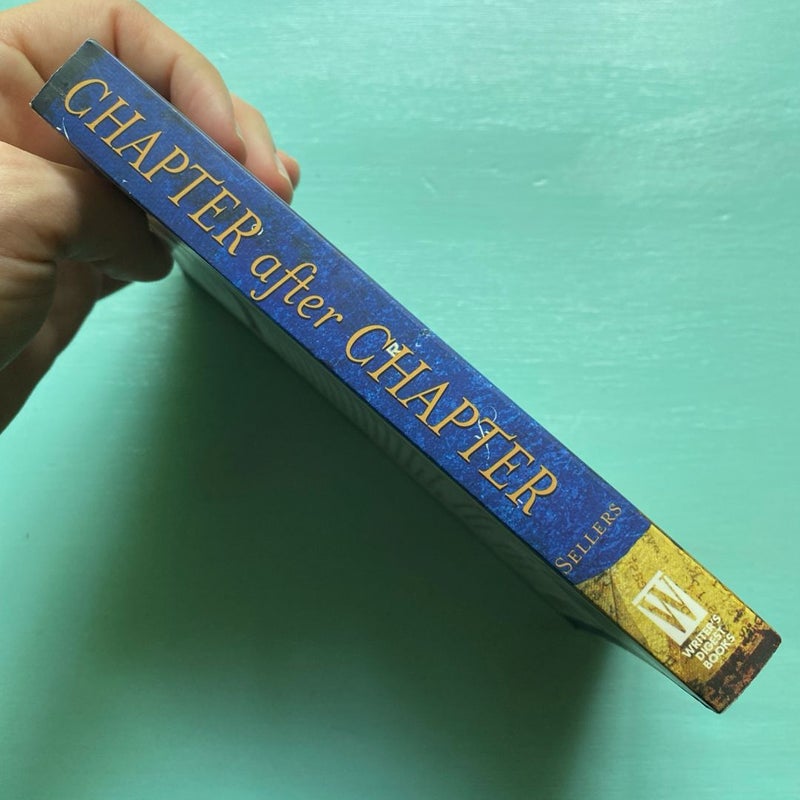 CHAPTER after CHAPTER
SELLERS
W
WRITER'S
DIGEST
BOOKS